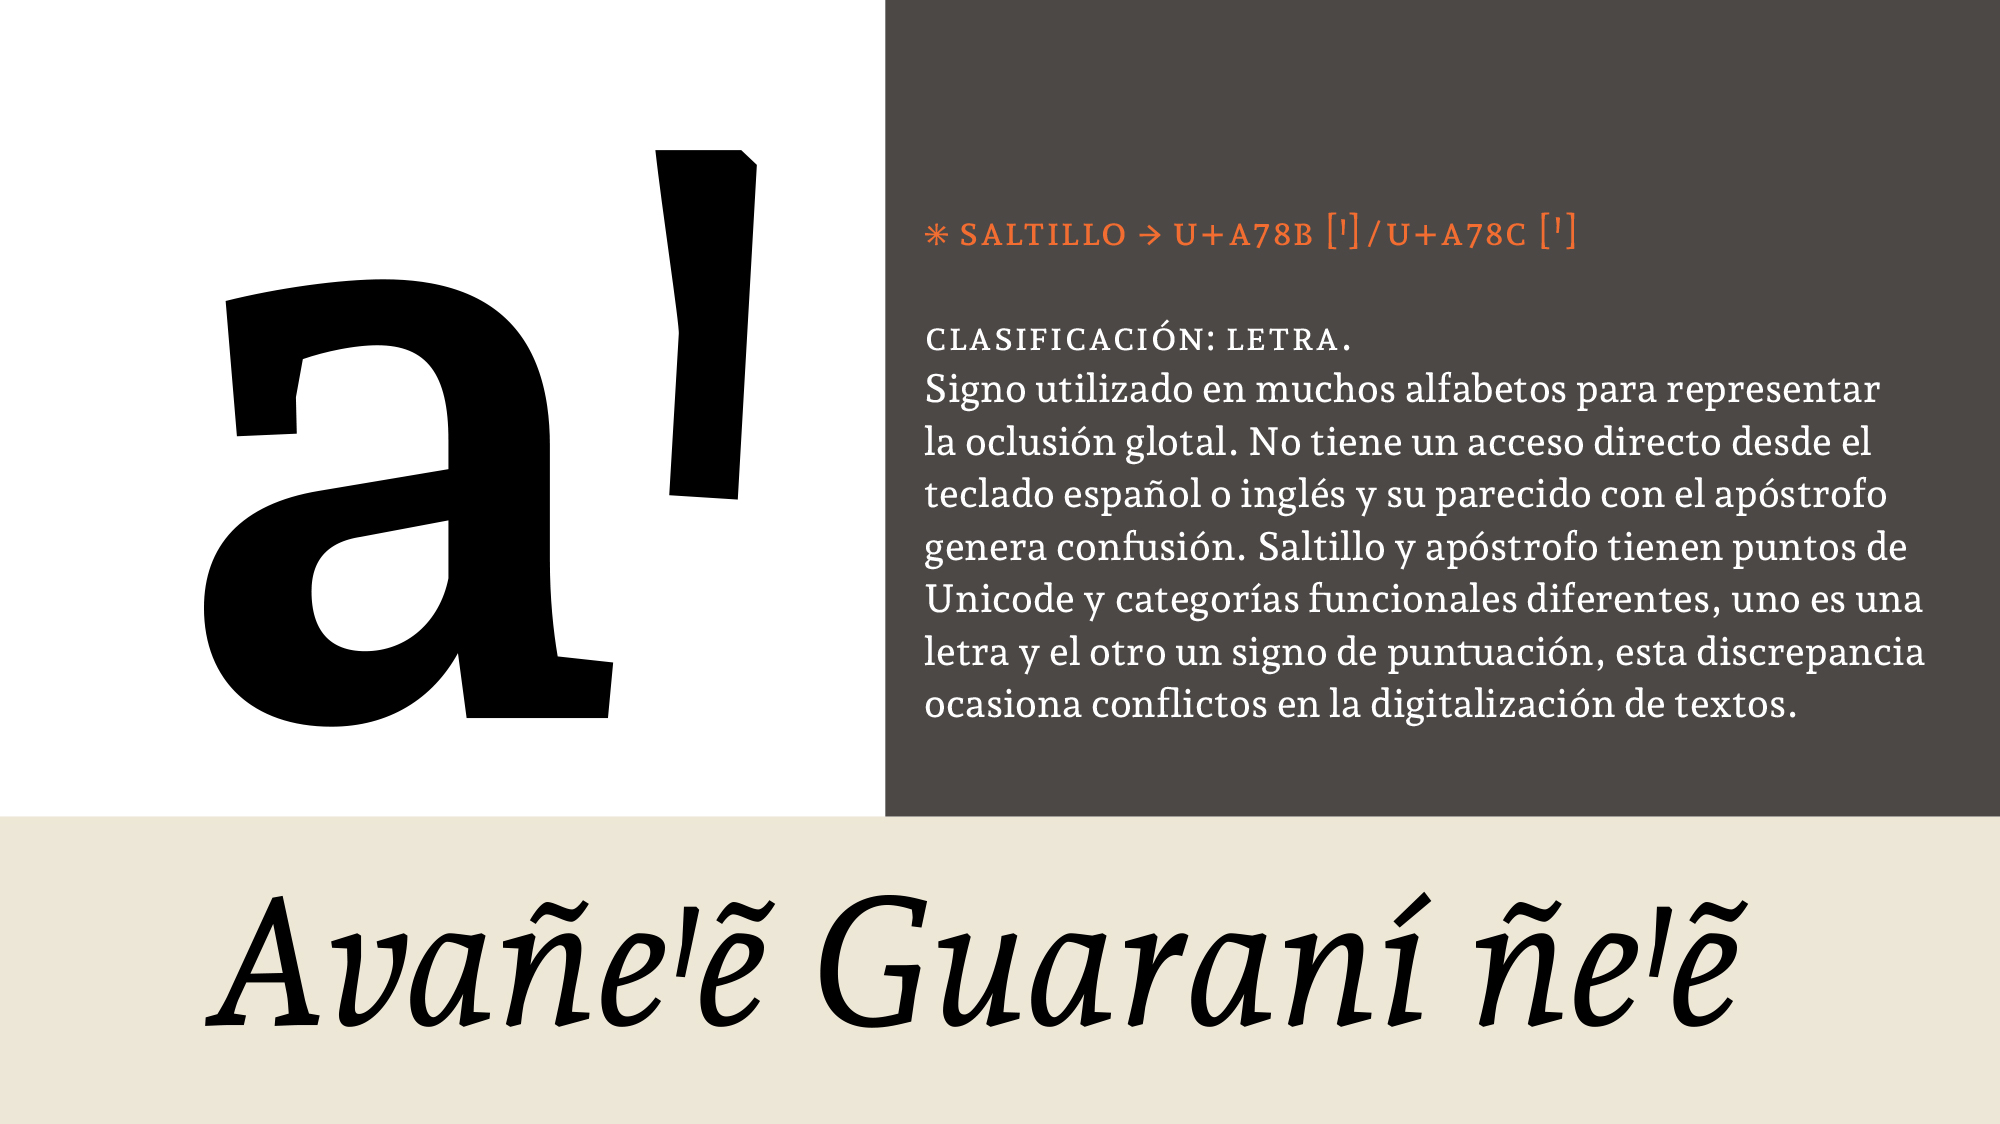 aꞌ
✳ SALTILLO → U+A78B [Ꞌ]/U+A78C [ꞌ]
CLASIFICACIÓN: LETRA.
Signo utilizado en muchos alfabetos para representar
la oclusión glotal. No tiene un acceso directo desde el
teclado español o inglés y su parecido con el apóstrofo
genera confusión. Saltillo y apóstrofo tienen puntos de
Unicode y categorías funcionales diferentes, uno es una
letra y el otro un signo de puntuación, esta discrepancia
ocasiona conflictos en la digitalización de textos.
Avañeꞌẽ Guaraní ñeꞌẽ